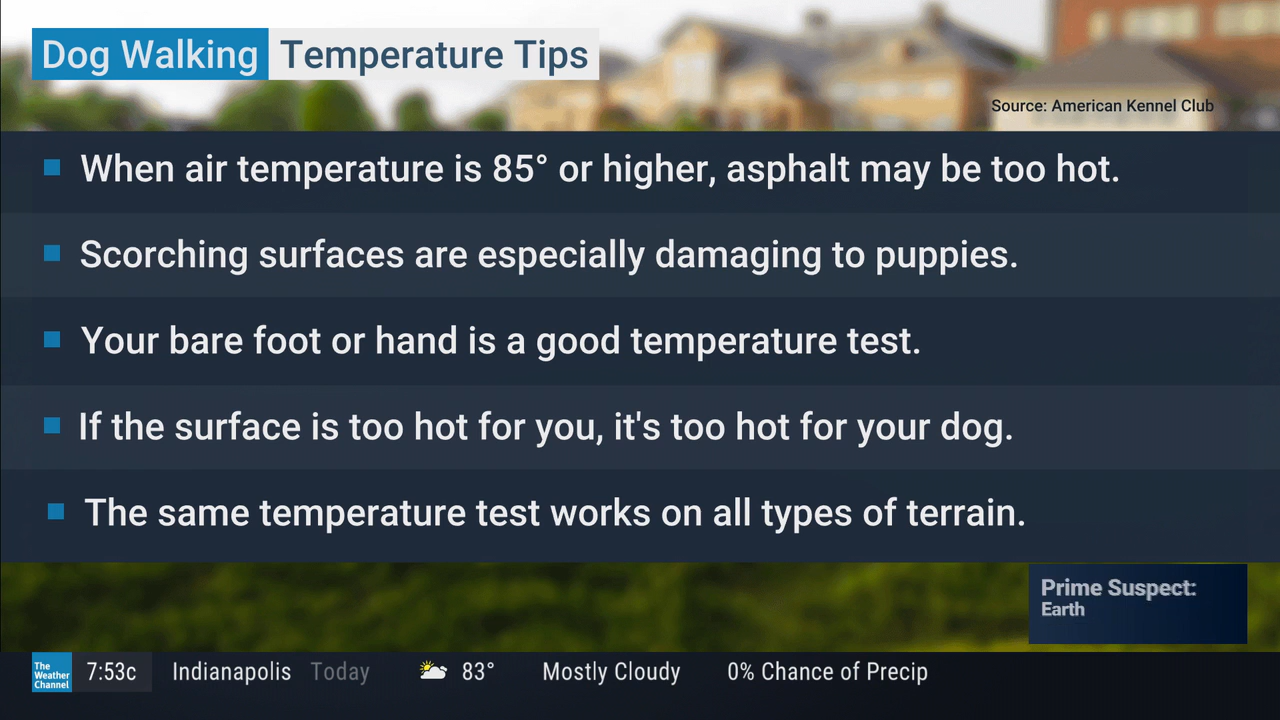 Dog Walking Temperature Tips
Source: American Kennel Club
When air temperature is 85° or higher, asphalt may be too hot.
Scorching surfaces are especially damaging to puppies.
Your bare foot or hand is a good temperature test.
If the surface is too hot for you, it's too hot for your dog.
The same temperature test works on all types of terrain.
Prime Suspect:
Earth
The
Weather
Channel
7:53c Indianapolis Today 83° Mostly Cloudy 0% Chance of Precip